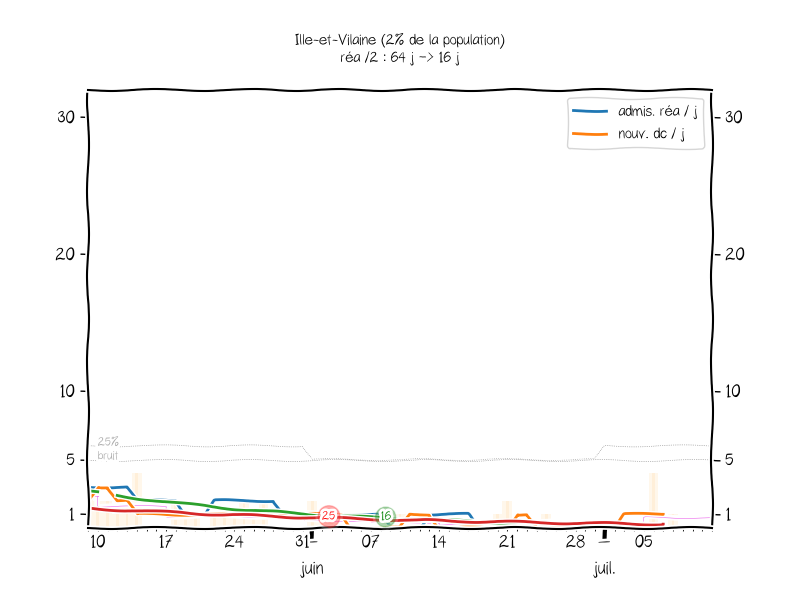 Ille-et-Vilaine (2% de la population)
réa /2 : 64 j -> 16 j
admis. réa / j
nouv. dc / j
30
30
20
20
10
10
25%
bruit
5
5
25
16
1
1
10 17 24 31 07 14 21 28 05
juin juil.